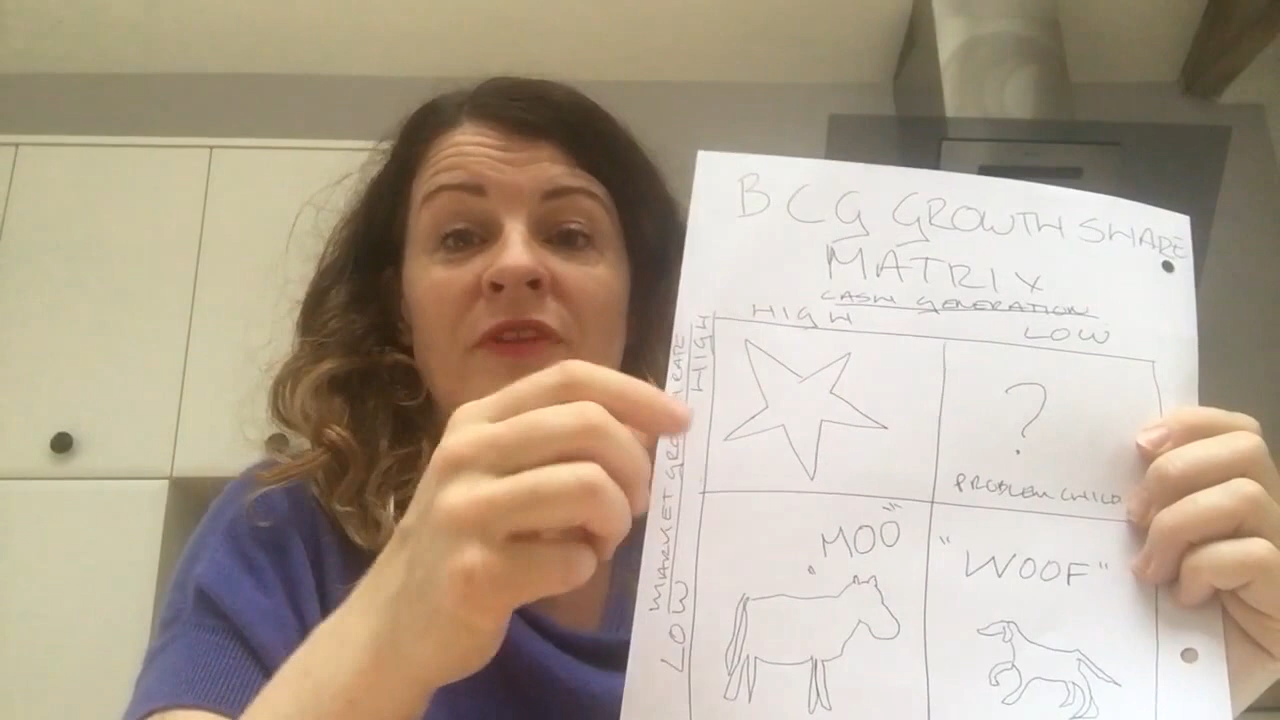 BCG GROWTH SHARE
MATRIX
CASH GENERATION
HIGH
LOW
MARKET GROWTH RATE
HIGH
LOW
?
PROBLEM CHILD
"MOO"
"WOOF"